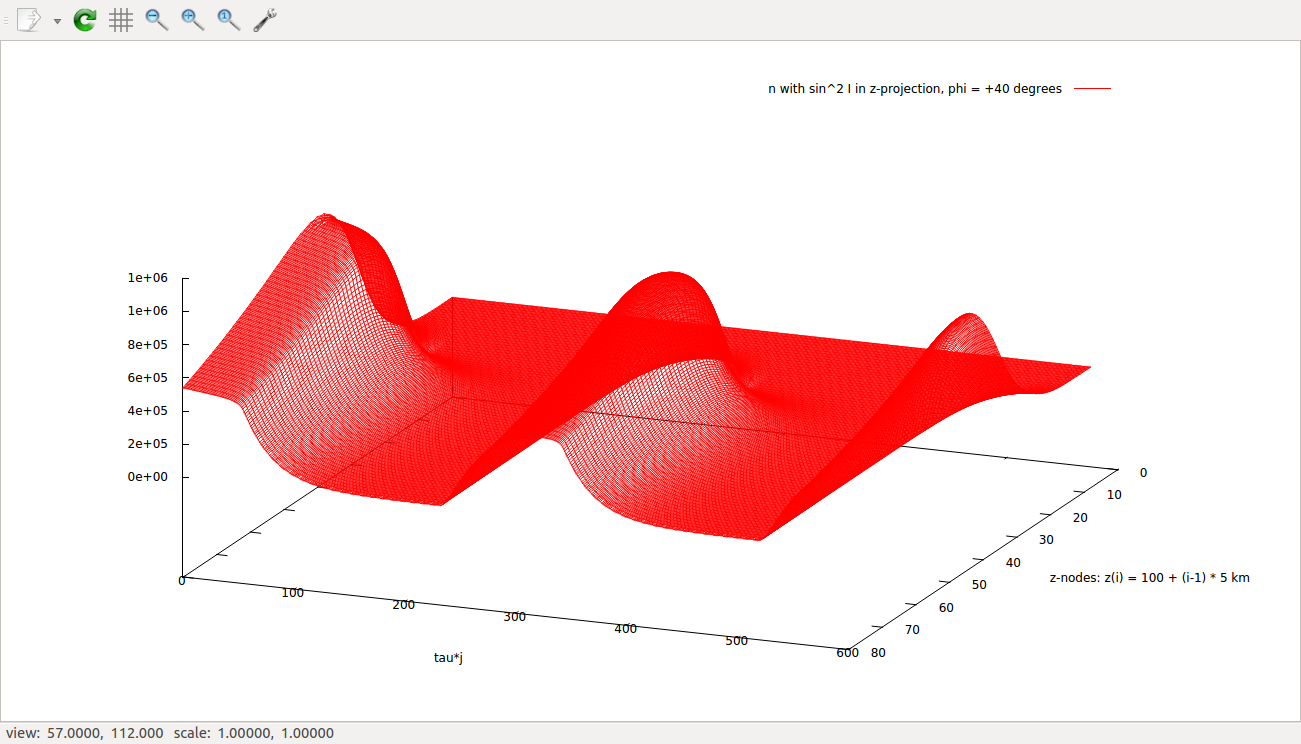 n with sin^2 I in z-projection, phi = +40 degrees
1e+06
1e+06
8e+05
6e+05
4e+05
2e+05
0e+00
0
100
200
300
400
500
600
tau*j
0
10
20
30
40
50
60
70
80
z-nodes: z(i) = 100 + (i-1) * 5 km
view: 57.0000, 112.000 scale: 1.00000, 1.00000